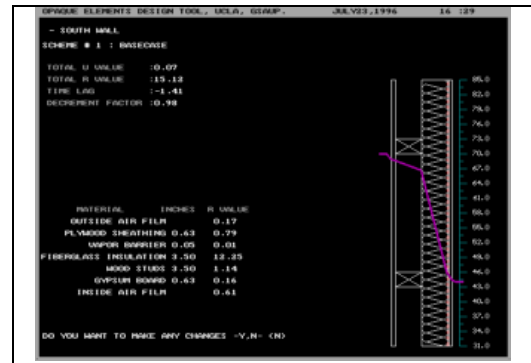 OPAQUE ELEMENTS DESIGN TOOL, UCLA, GSAUP. JULY23,1996 16 :29
- SOUTH WALL
SCHEME # 1 : BASECASE
TOTAL U VALUE :0.07
TOTAL R VALUE :15.12
TIME LAG :-1.41
DECREMENT FACTOR :0.98
85.0
82.0
79.0
76.0
73.0
70.0
67.0
64.0
61.0
58.0
55.0
52.0
49.0
46.0
43.0
40.0
37.0
34.0
31.0
MATERIAL INCHES R VALUE
OUTSIDE AIR FILM 0.17
PLYWOOD SHEATHING 0.63 0.79
VAPOR BARRIER 0.05 0.01
FIBERGLASS INSULATION 3.50 12.25
WOOD STUDS 3.50 1.14
GYPSUM BOARD 0.63 0.16
INSIDE AIR FILM 0.61
DO YOU WANT TO MAKE ANY CHANGES -Y,N- (N)